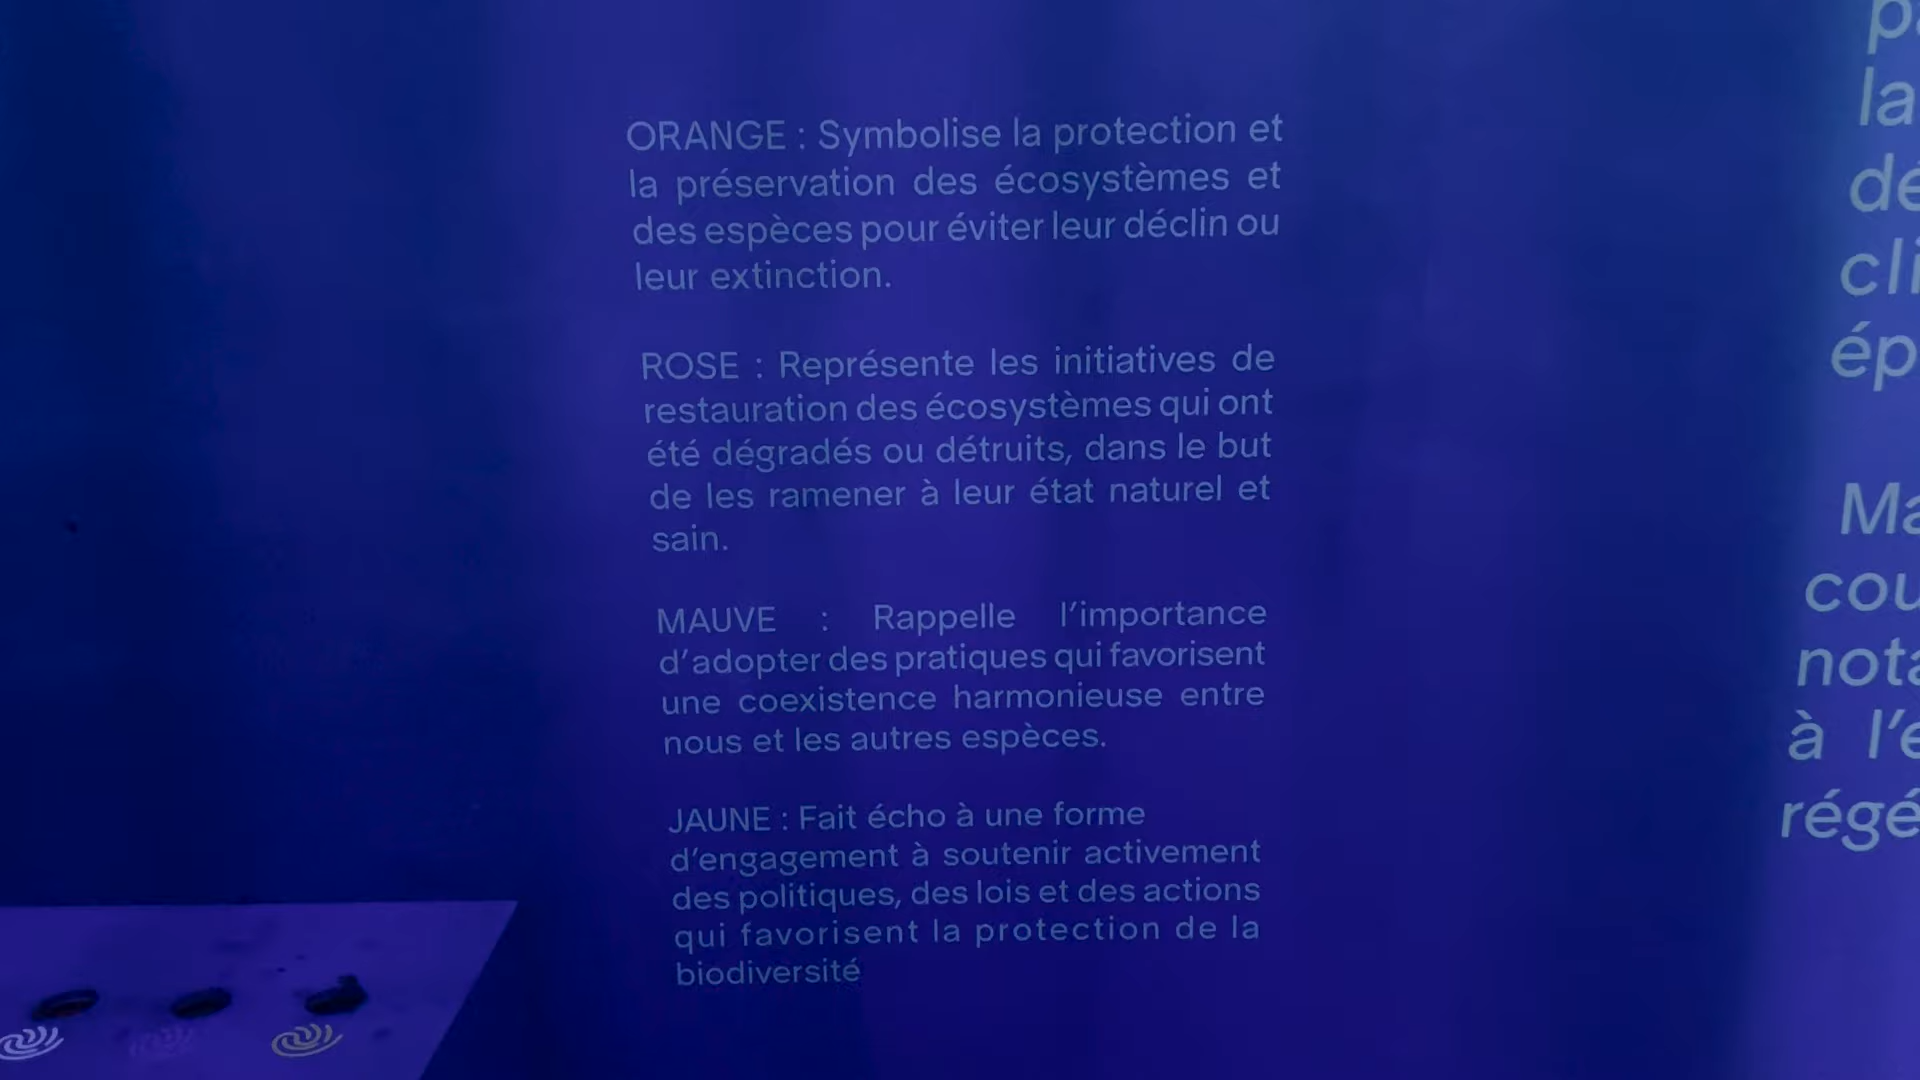 ORANGE : Symbolise la protection et
la préservation des écosystèmes et
des espèces pour éviter leur déclin ou
leur extinction.
ROSE : Représente les initiatives de
restauration des écosystèmes qui ont
été dégradés ou détruits, dans le but
de les ramener à leur état naturel et
sain.
MAUVE : Rappelle l’importance
d’adopter des pratiques qui favorisent
une coexistence harmonieuse entre
nous et les autres espèces.
JAUNE : Fait écho à une forme
d’engagement à soutenir activement
des politiques, des lois et des actions
qui favorisent la protection de la
biodiversité
la
à